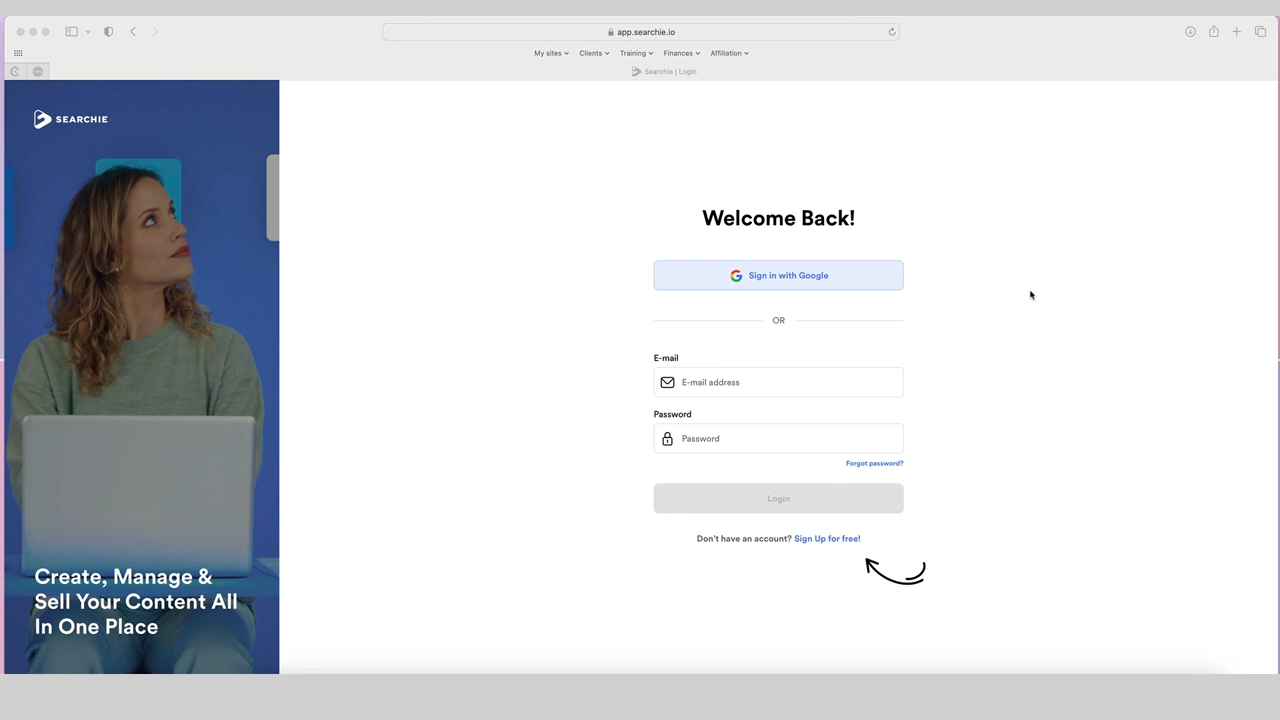 app.searchie.io
My sites Clients Training Finances Affiliation
Searchie | Login
SEARCHIE
Welcome Back!
Sign in with Google
OR
E-mail
E-mail address
Password
Password
Forgot password?
Login
Don't have an account? Sign Up for free!
Create, Manage &
Sell Your Content All
In One Place